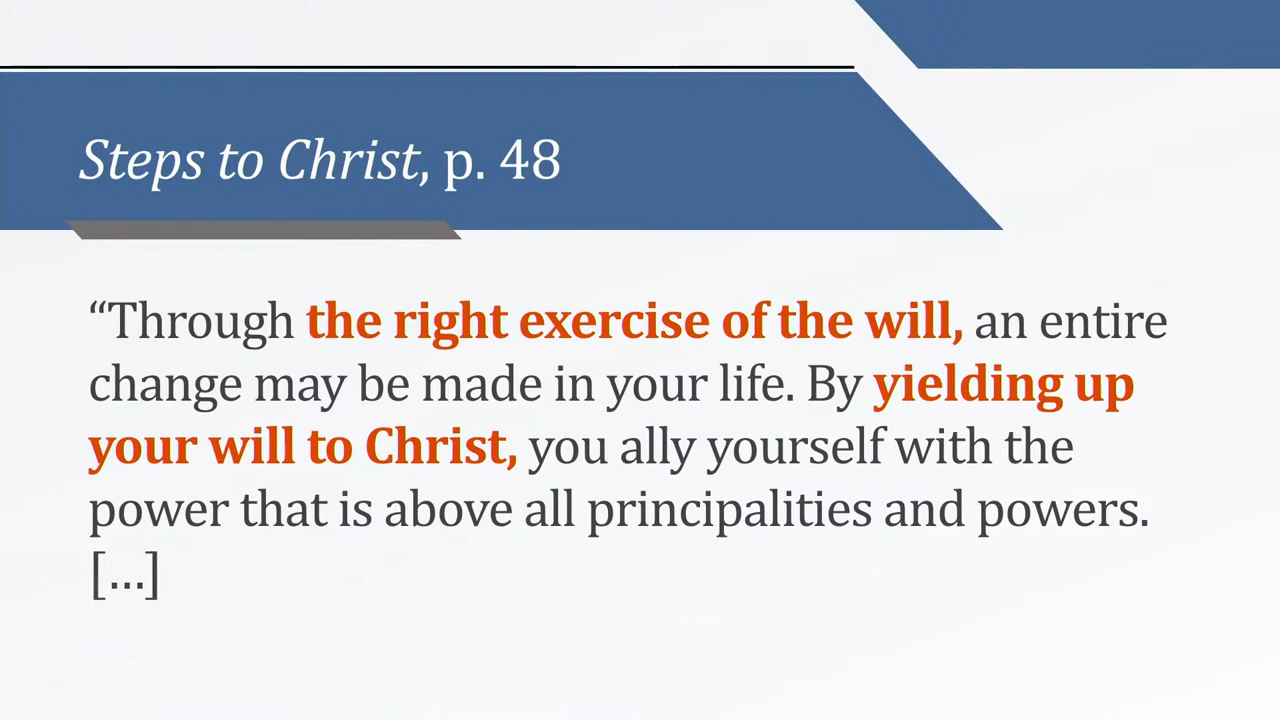 Steps to Christ, p. 48
“Through the right exercise of the will, an entire
change may be made in your life. By yielding up
your will to Christ, you ally yourself with the
power that is above all principalities and powers.
[…]